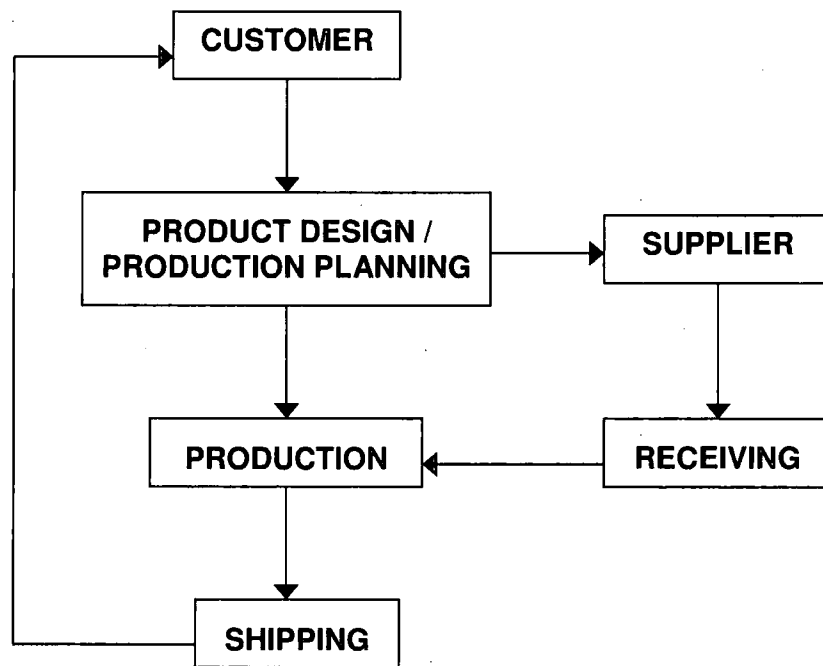 CUSTOMER
PRODUCT DESIGN /
PRODUCTION PLANNING
SUPPLIER
PRODUCTION
RECEIVING
SHIPPING